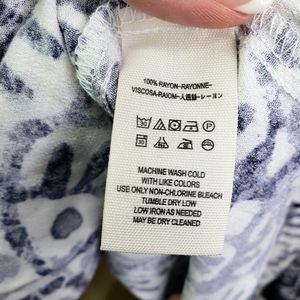 100% RAYON-RAYONNE-
VISCOSA-RAIOM-人造絲-レーヨン
MACHINE WASH COLD
WITH LIKE COLORS
USE ONLY NON-CHLORINE BLEACH
TUMBLE DRY LOW
LOW IRON AS NEEDED
MAY BE DRY CLEANED